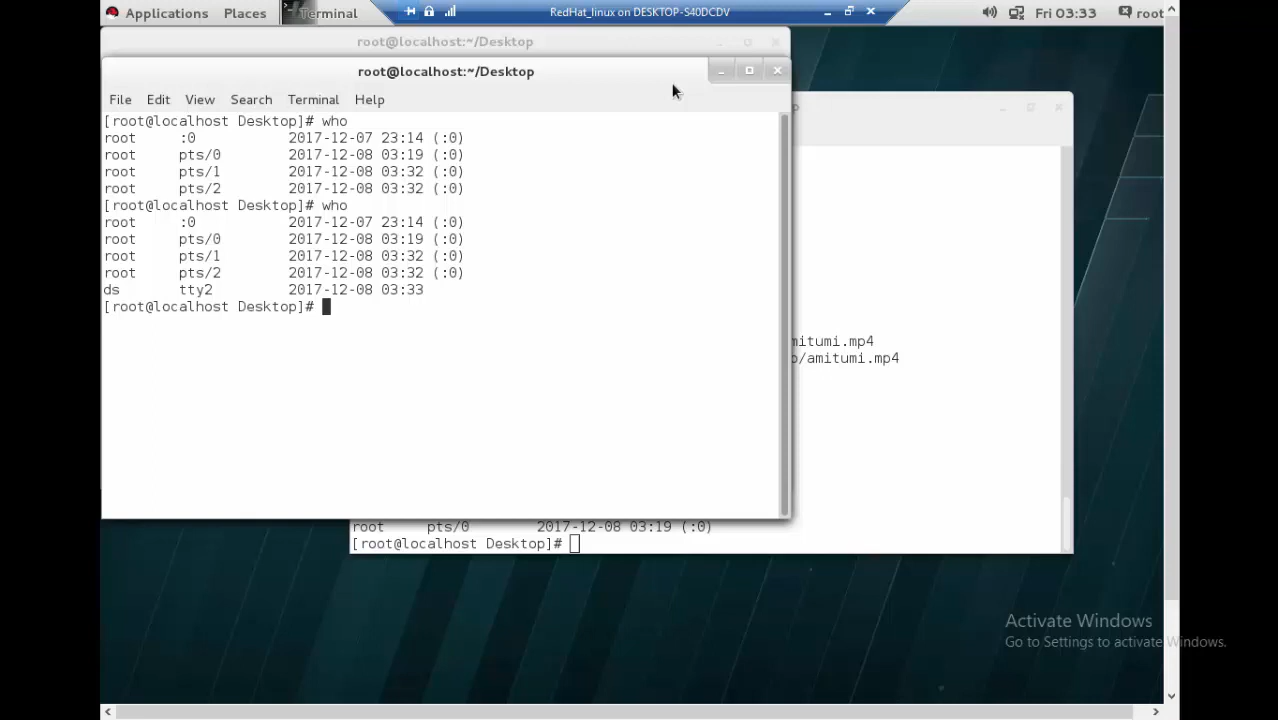 Applications Places Terminal RedHat_linux on DESKTOP-S40DCDV Fri 03:33 root
root@localhost:~/Desktop
root@localhost:~/Desktop
File Edit View Search Terminal Help
[root@localhost Desktop]# who
root :0 2017-12-07 23:14 (:0)
root pts/0 2017-12-08 03:19 (:0)
root pts/1 2017-12-08 03:32 (:0)
root pts/2 2017-12-08 03:32 (:0)
[root@localhost Desktop]# who
root :0 2017-12-07 23:14 (:0)
root pts/0 2017-12-08 03:19 (:0)
root pts/1 2017-12-08 03:32 (:0)
root pts/2 2017-12-08 03:32 (:0)
ds tty2 2017-12-08 03:33
[root@localhost Desktop]#
mitumi.mp4
/amitumi.mp4
root pts/0 2017-12-08 03:19 (:0)
[root@localhost Desktop]#
Activate Windows
Go to Settings to activate Windows.